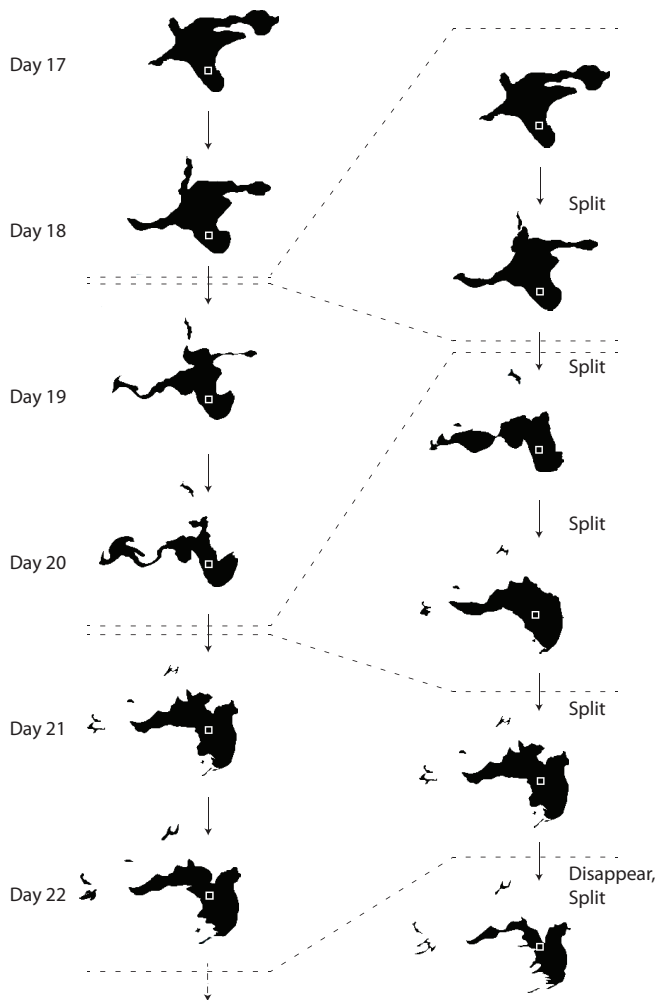 Day 17
Split
Day 18
Split
Day 19
Split
Day 20
Split
Day 21
Disappear,
Split
Day 22